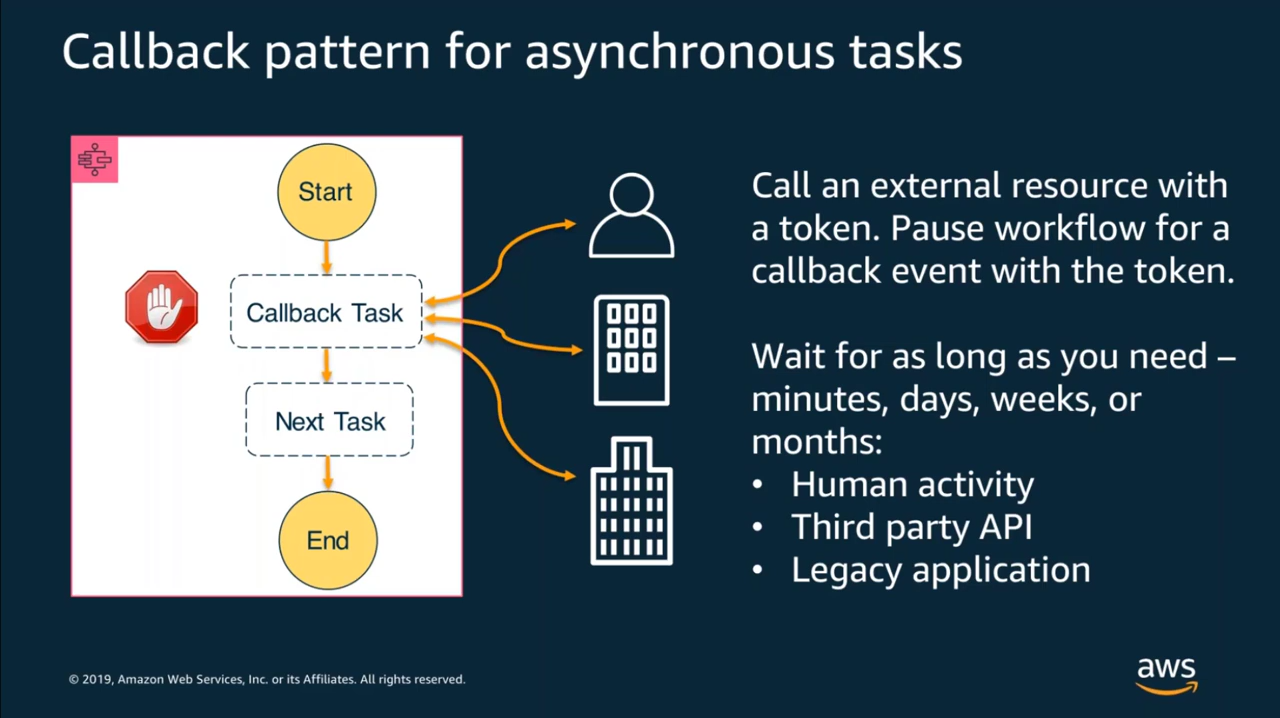 Callback pattern for asynchronous tasks
Start
Callback Task
Next Task
End
Call an external resource with
a token. Pause workflow for a
callback event with the token.
Wait for as long as you need –
minutes, days, weeks, or
months:
• Human activity
• Third party API
• Legacy application
© 2019, Amazon Web Services, Inc. or its Affiliates. All rights reserved.
aws